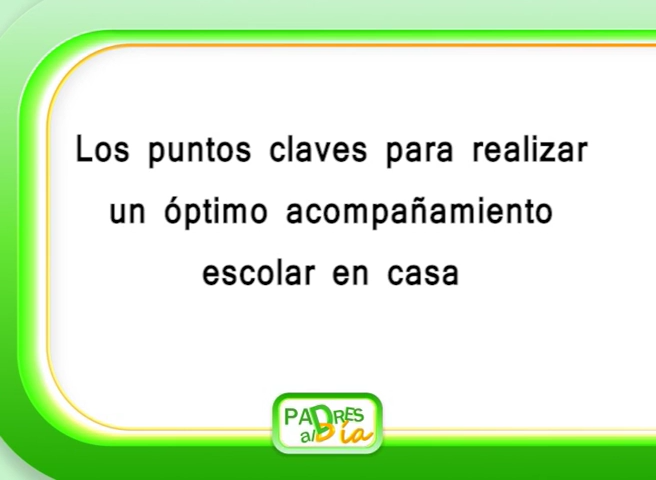 Los puntos claves para realizar
un óptimo acompañamiento
escolar en casa
PADRES
al Día